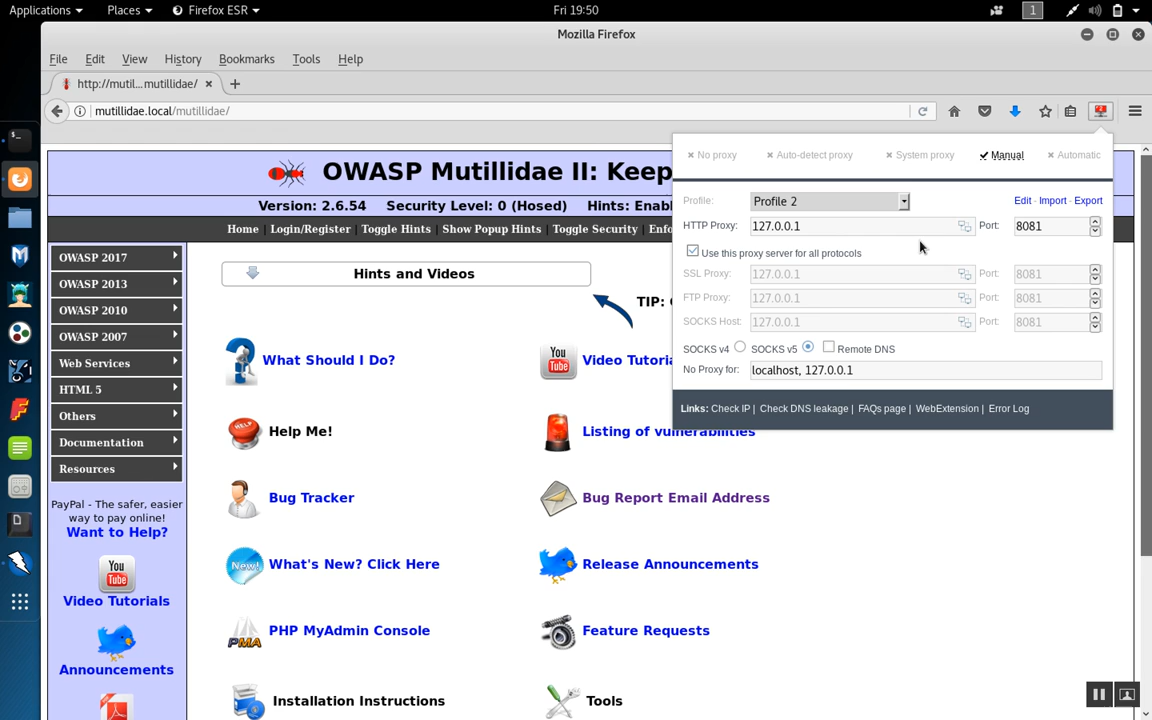 Applications Places Firefox ESR Fri 19:50 1
Mozilla Firefox
File Edit View History Bookmarks Tools Help
http://mutil...mutillidae/
mutillidae.local/mutillidae/
No proxy Auto-detect proxy System proxy Manual Automatic
Profile: Profile 2 Edit - Import - Export
HTTP Proxy: 127.0.0.1 Port: 8081
Use this proxy server for all protocols
SSL Proxy: 127.0.0.1 Port: 8081
FTP Proxy: 127.0.0.1 Port: 8081
SOCKS Host: 127.0.0.1 Port: 8081
SOCKS v4 SOCKS v5 Remote DNS
No Proxy for: localhost, 127.0.0.1
Links: Check IP | Check DNS leakage | FAQs page | WebExtension | Error Log
OWASP Mutillidae II: Keep
Version: 2.6.54 Security Level: 0 (Hosed) Hints: Enabl
Home | Login/Register | Toggle Hints | Show Popup Hints | Toggle Security | Enfo
OWASP 2017
OWASP 2013
OWASP 2010
OWASP 2007
Web Services
HTML 5
Others
Documentation
Resources
PayPal - The safer, easier
way to pay online!
Want to Help?
You
Tube
Video Tutorials
Announcements
PDF
Hints and Videos
TIP:
What Should I Do?
You
Tube
Video Tutoria
Help Me!
Listing of vulnerabilities
Bug Tracker
Bug Report Email Address
New!
What's New? Click Here
Release Announcements
PMA
PHP MyAdmin Console
Feature Requests
Installation Instructions
Tools